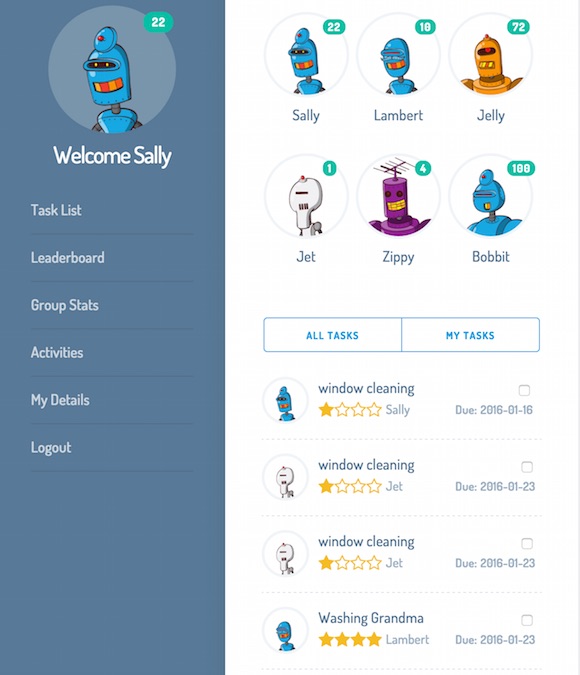 22
Welcome Sally
Task List
Leaderboard
Group Stats
Activities
My Details
Logout
22
10
72
Sally
Lambert
Jelly
1
4
100
Jet
Zippy
Bobbit
ALL TASKS
MY TASKS
window cleaning
Sally
Due: 2016-01-16
window cleaning
Jet
Due: 2016-01-23
window cleaning
Jet
Due: 2016-01-23
Washing Grandma
Lambert
Due: 2016-01-23